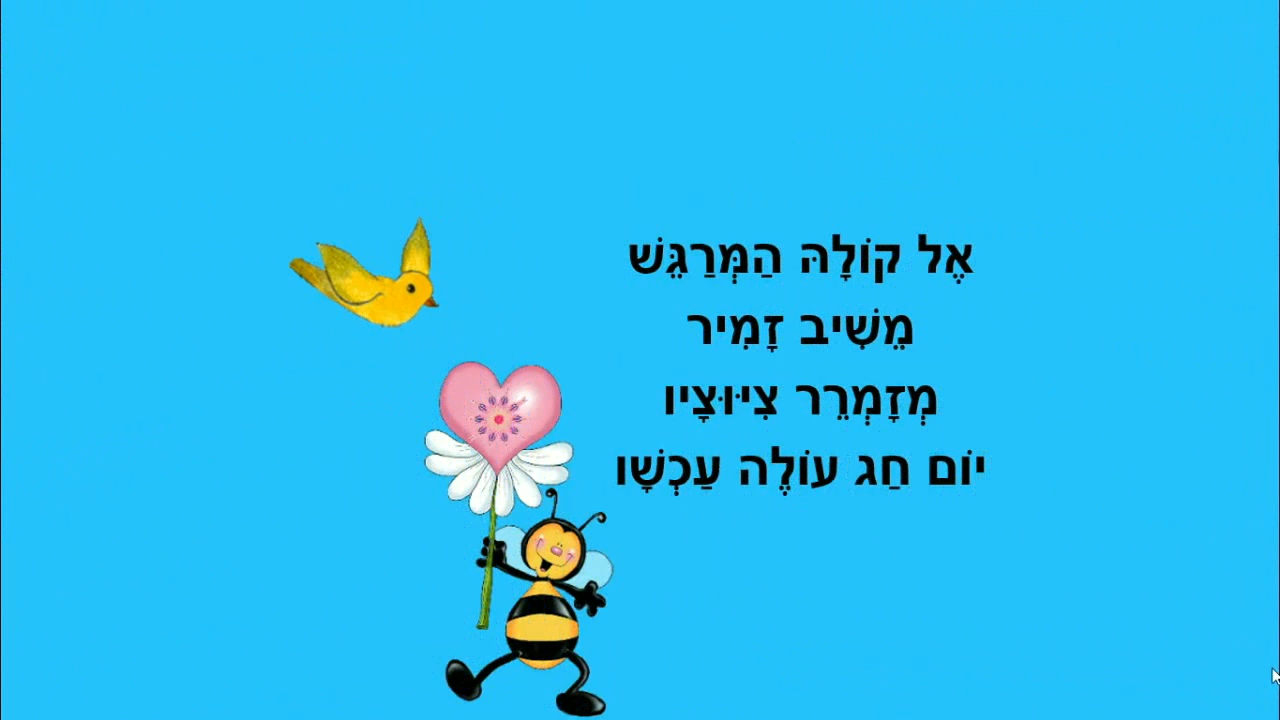 אֶל קוֹלָהּ הַמְּרַגֵּשׁ
מֵשִׁיב זָמִיר
מְזָמְרֵר צִיּוּצָיו
יוֹם חַג עוֹלֶה עַכְשָׁו